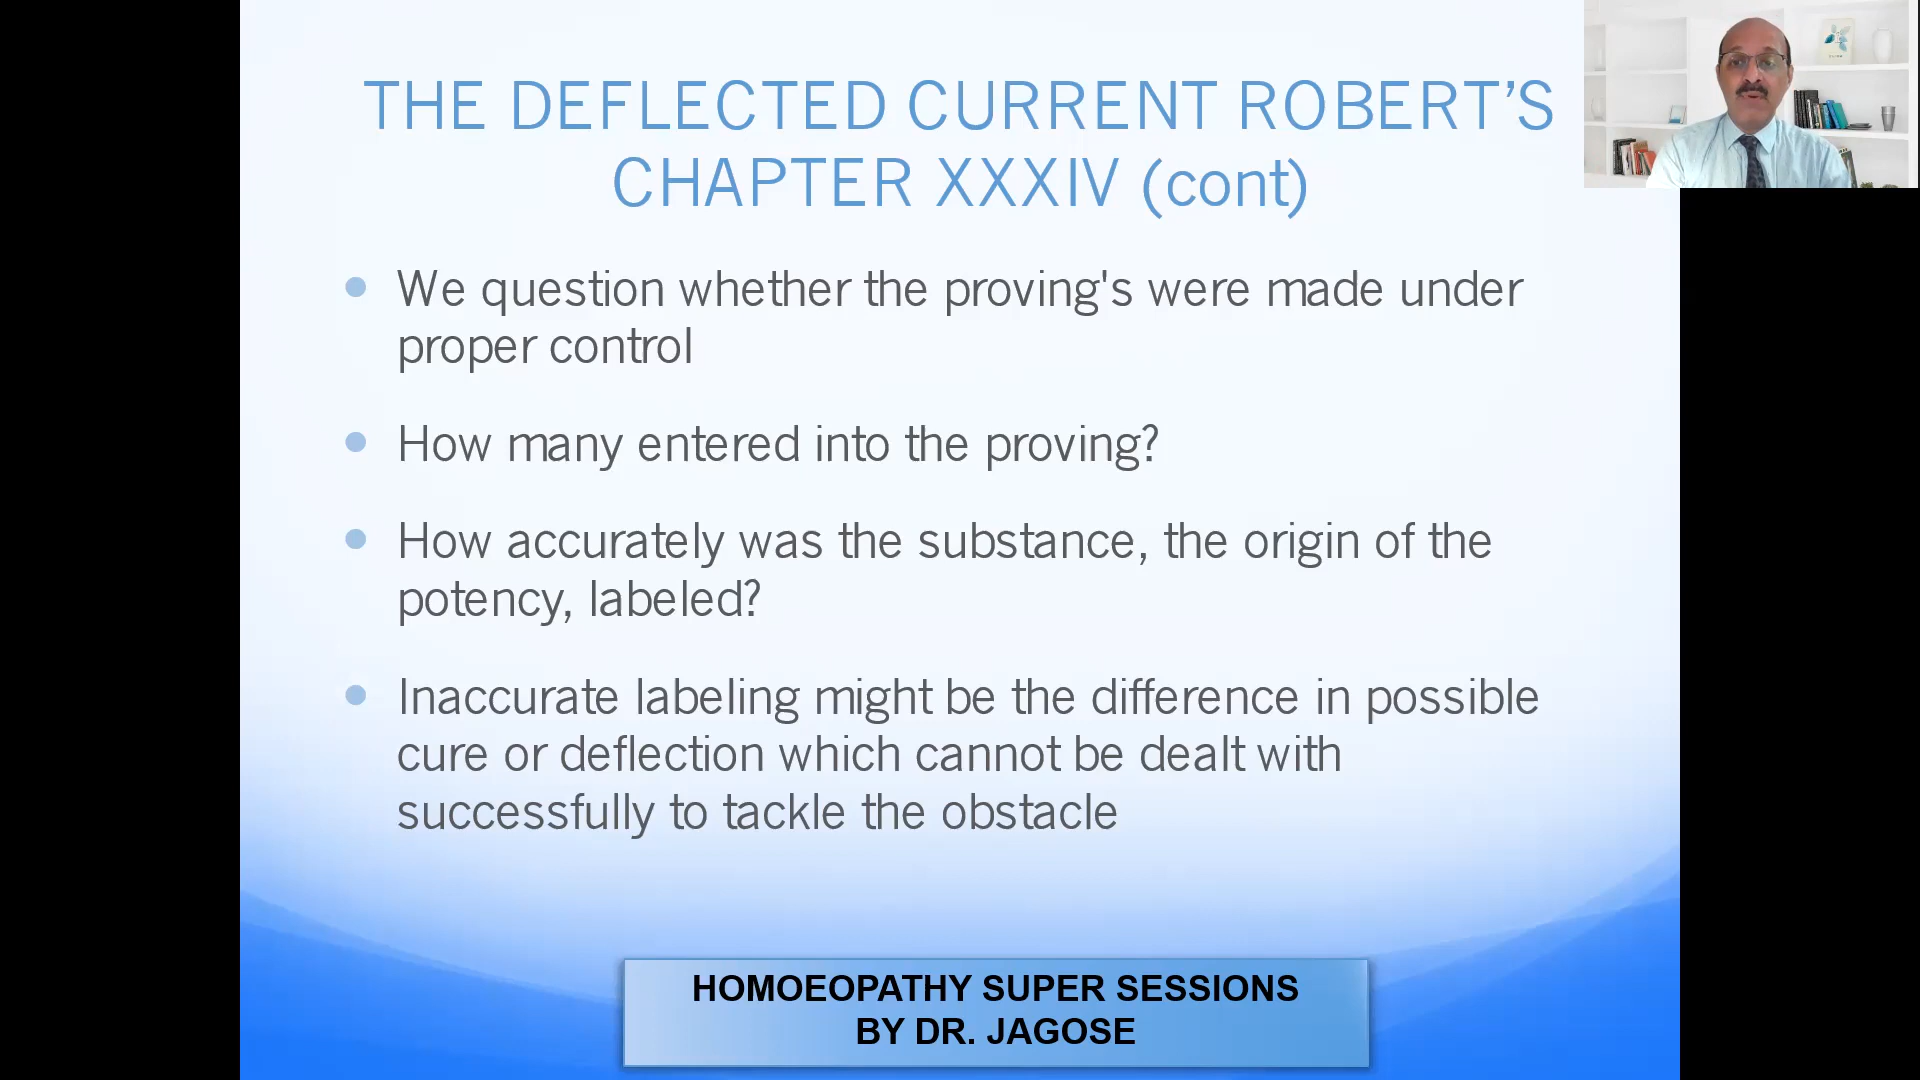 THE DEFLECTED CURRENT ROBERT’S
CHAPTER XXXIV (cont)
We question whether the proving's were made under
proper control
How many entered into the proving?
How accurately was the substance, the origin of the
potency, labeled?
Inaccurate labeling might be the difference in possible
cure or deflection which cannot be dealt with
successfully to tackle the obstacle
HOMOEOPATHY SUPER SESSIONS
BY DR. JAGOSE